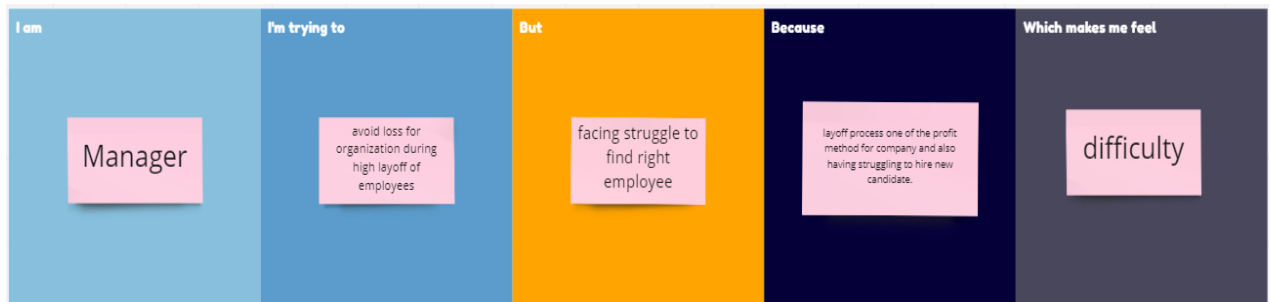 I am
Manager
I'm trying to
avoid loss for
organization during
high layoff of
employees
But
facing struggle to
find right
employee
Because
layoff process one of the profit
method for company and also
having struggling to hire new
candidate.
Which makes me feel
difficulty